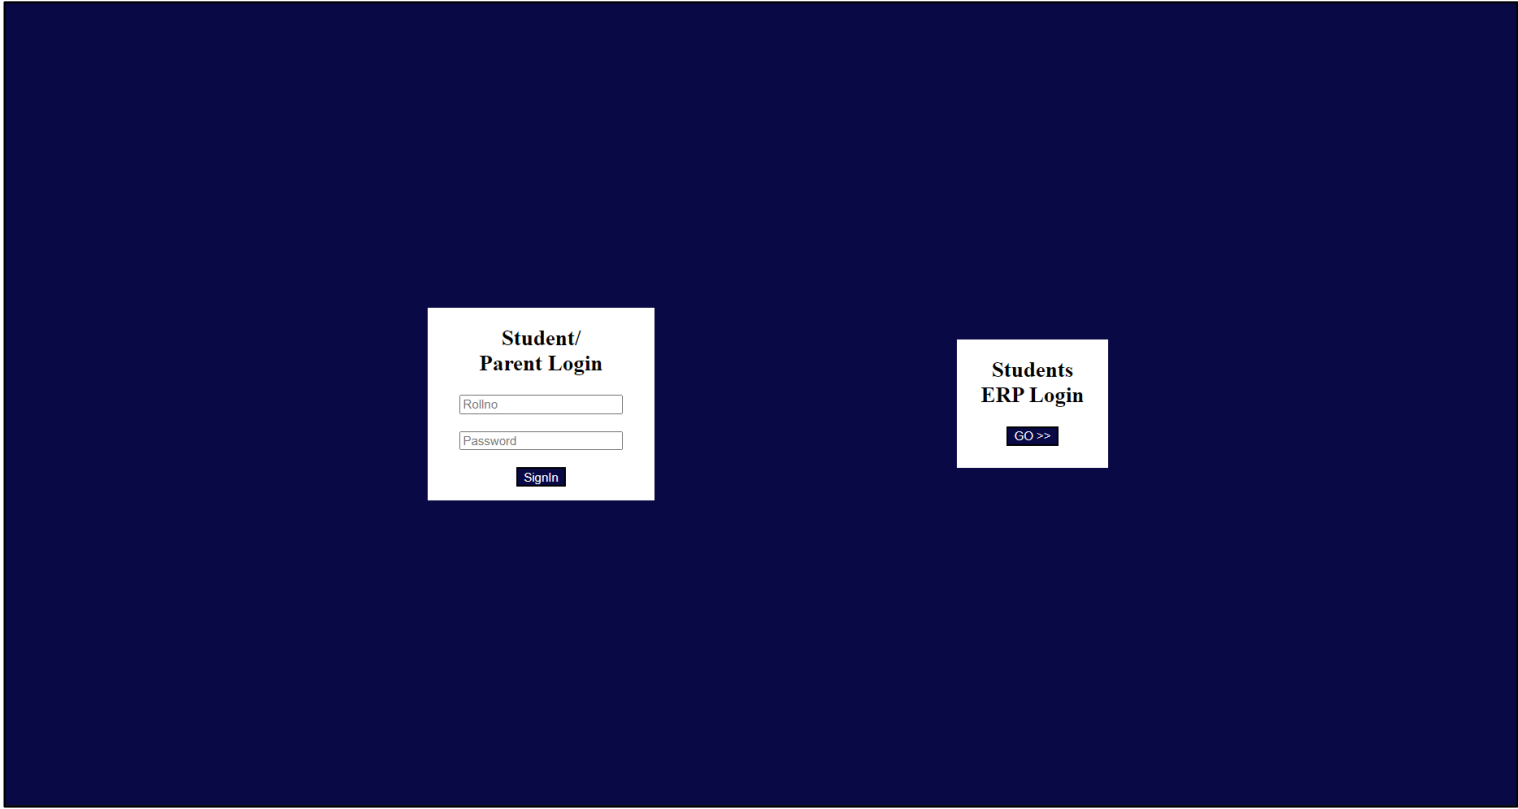 Student/
Parent Login
Rollno
Password
SignIn
Students
ERP Login
GO >>